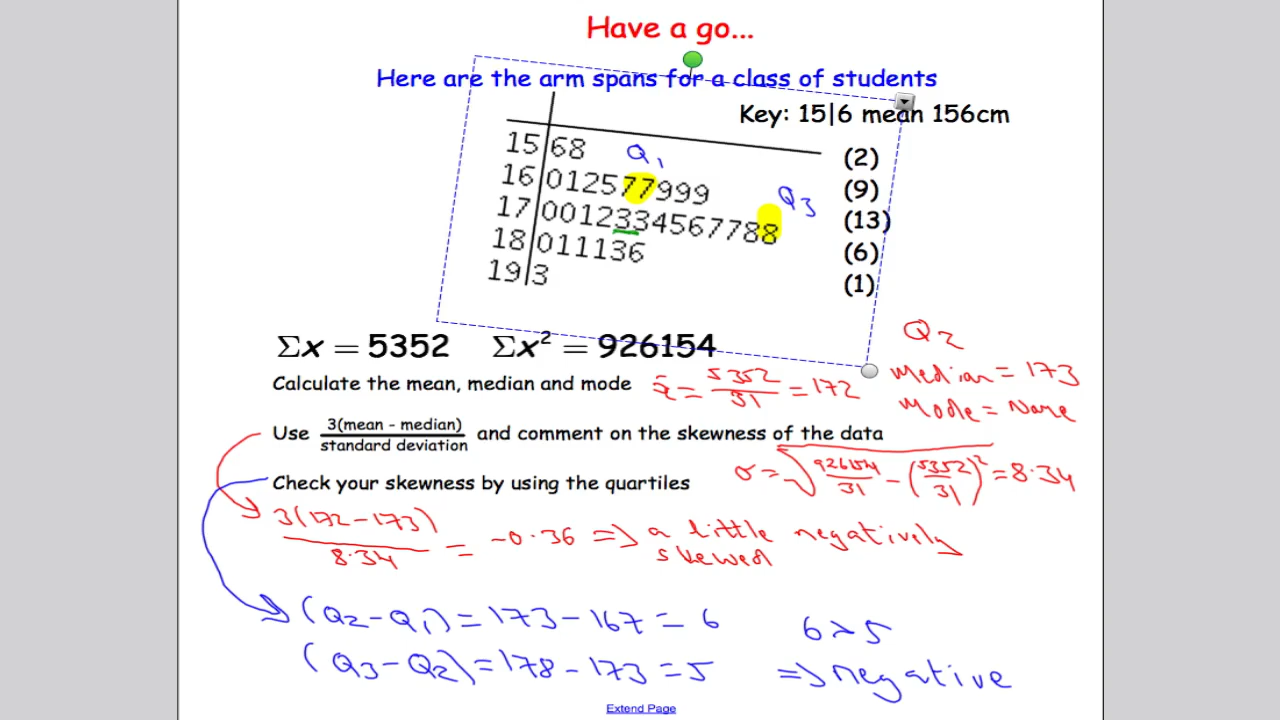 Have a go...
Here are the arm spans for a class of students
Key: 15|6 mean 156cm
15|68 (2)
Q₁
16|012577999 (9)
Q₃
17|0012334567788 (13)
18|011136 (6)
19|3 (1)
Σx = 5352 Σx² = 926154
Q₂
Calculate the mean, median and mode x̄ = 5352/31 = 172
Median = 173
Mode = None
Use 3(mean - median)/standard deviation and comment on the skewness of the data
σ = √(926154/31 - (5352/31)²) = 8.34
Check your skewness by using the quartiles
3(172-173)/8.34 = -0.36 ⇒ a little negatively
skewed
(Q₂-Q₁) = 173-167 = 6 6>5
(Q₃-Q₂) = 178-173 = 5 ⇒ negative
Extend Page